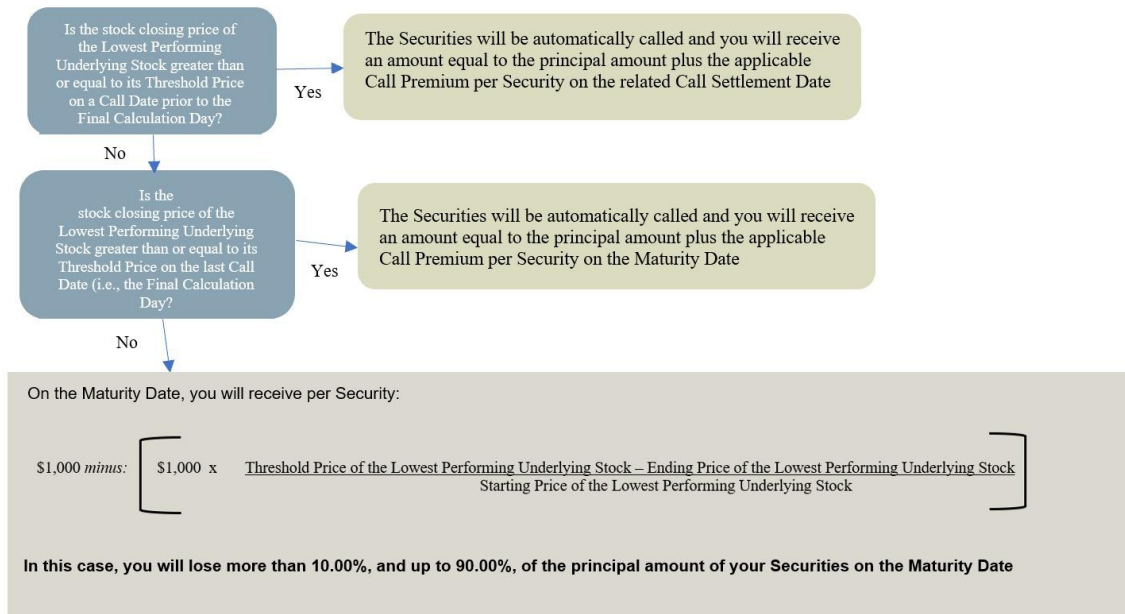 Is the stock closing price of
the Lowest Performing
Underlying Stock greater than
or equal to its Threshold Price
on a Call Date prior to the
Final Calculation Day?
Yes
The Securities will be automatically called and you will receive
an amount equal to the principal amount plus the applicable
Call Premium per Security on the related Call Settlement Date
No
Is the
stock closing price of the
Lowest Performing Underlying
Stock greater than or equal to its
Threshold Price on the last Call
Date (i.e., the Final Calculation
Day?
Yes
The Securities will be automatically called and you will receive
an amount equal to the principal amount plus the applicable
Call Premium per Security on the Maturity Date
No
On the Maturity Date, you will receive per Security:
$1,000 minus: $1,000 x Threshold Price of the Lowest Performing Underlying Stock – Ending Price of the Lowest Performing Underlying Stock
Starting Price of the Lowest Performing Underlying Stock
In this case, you will lose more than 10.00%, and up to 90.00%, of the principal amount of your Securities on the Maturity Date